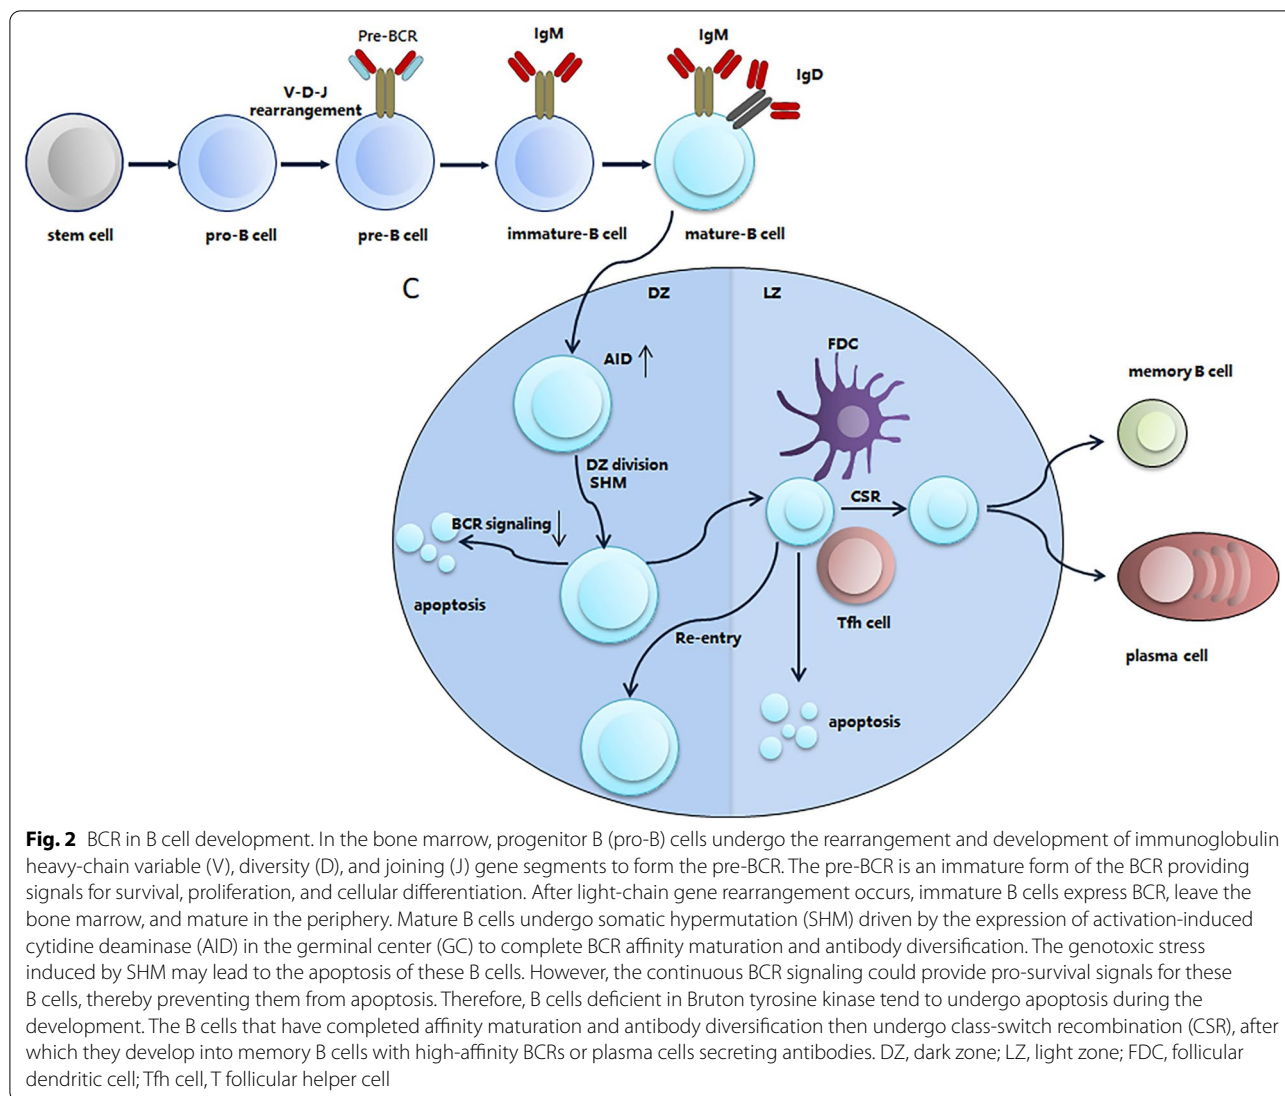 Pre-BCR
IgM
IgM
IgD
V-D-J
rearrangement
stem cell
pro-B cell
pre-B cell
immature-B cell
mature-B cell
C
DZ
LZ
AID
FDC
memory B cell
DZ division
SHM
CSR
BCR signaling
apoptosis
Tfh cell
Re-entry
plasma cell
apoptosis
Fig. 2 BCR in B cell development. In the bone marrow, progenitor B (pro-B) cells undergo the rearrangement and development of immunoglobulin
heavy-chain variable (V), diversity (D), and joining (J) gene segments to form the pre-BCR. The pre-BCR is an immature form of the BCR providing
signals for survival, proliferation, and cellular differentiation. After light-chain gene rearrangement occurs, immature B cells express BCR, leave the
bone marrow, and mature in the periphery. Mature B cells undergo somatic hypermutation (SHM) driven by the expression of activation-induced
cytidine deaminase (AID) in the germinal center (GC) to complete BCR affinity maturation and antibody diversification. The genotoxic stress
induced by SHM may lead to the apoptosis of these B cells. However, the continuous BCR signaling could provide pro-survival signals for these
B cells, thereby preventing them from apoptosis. Therefore, B cells deficient in Bruton tyrosine kinase tend to undergo apoptosis during the
development. The B cells that have completed affinity maturation and antibody diversification then undergo class-switch recombination (CSR), after
which they develop into memory B cells with high-affinity BCRs or plasma cells secreting antibodies. DZ, dark zone; LZ, light zone; FDC, follicular
dendritic cell; Tfh cell, T follicular helper cell